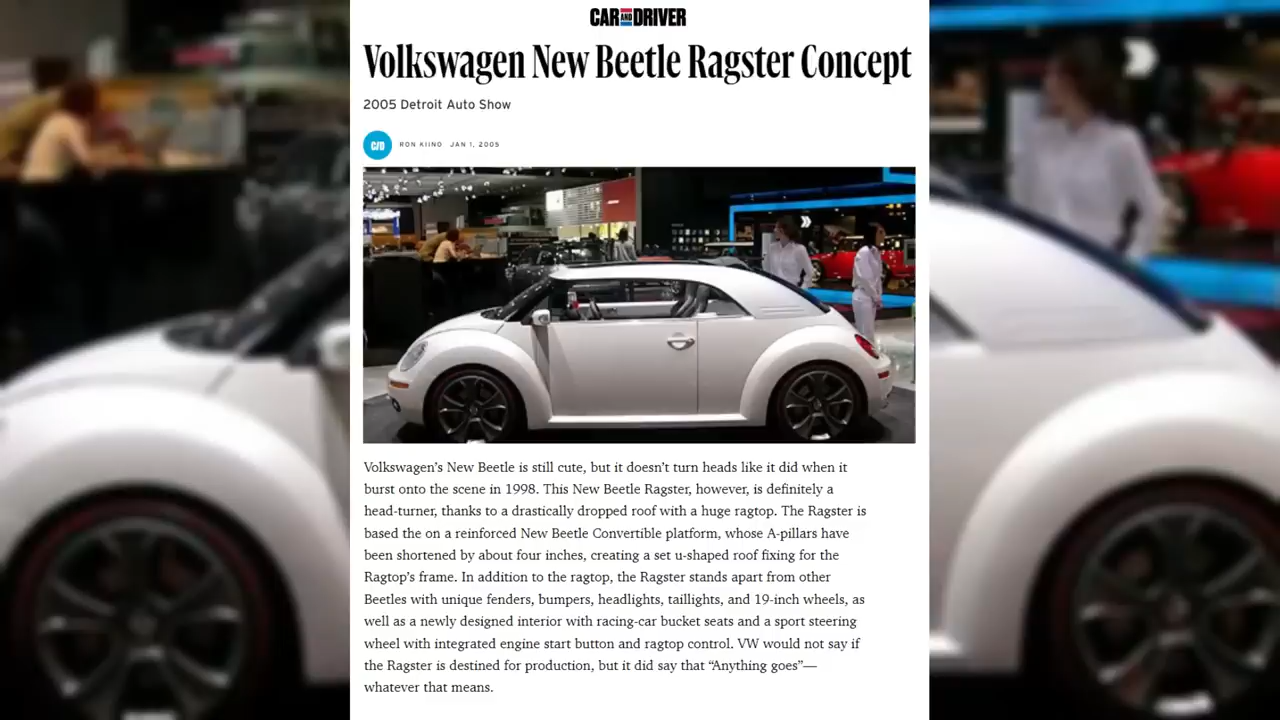 CAR AND DRIVER
Volkswagen New Beetle Ragster Concept
2005 Detroit Auto Show
C/D
RON KIINO JAN 1, 2005
Volkswagen’s New Beetle is still cute, but it doesn’t turn heads like it did when it
burst onto the scene in 1998. This New Beetle Ragster, however, is definitely a
head-turner, thanks to a drastically dropped roof with a huge ragtop. The Ragster is
based the on a reinforced New Beetle Convertible platform, whose A-pillars have
been shortened by about four inches, creating a set u-shaped roof fixing for the
Ragtop’s frame. In addition to the ragtop, the Ragster stands apart from other
Beetles with unique fenders, bumpers, headlights, taillights, and 19-inch wheels, as
well as a newly designed interior with racing-car bucket seats and a sport steering
wheel with integrated engine start button and ragtop control. VW would not say if
the Ragster is destined for production, but it did say that “Anything goes”—
whatever that means.